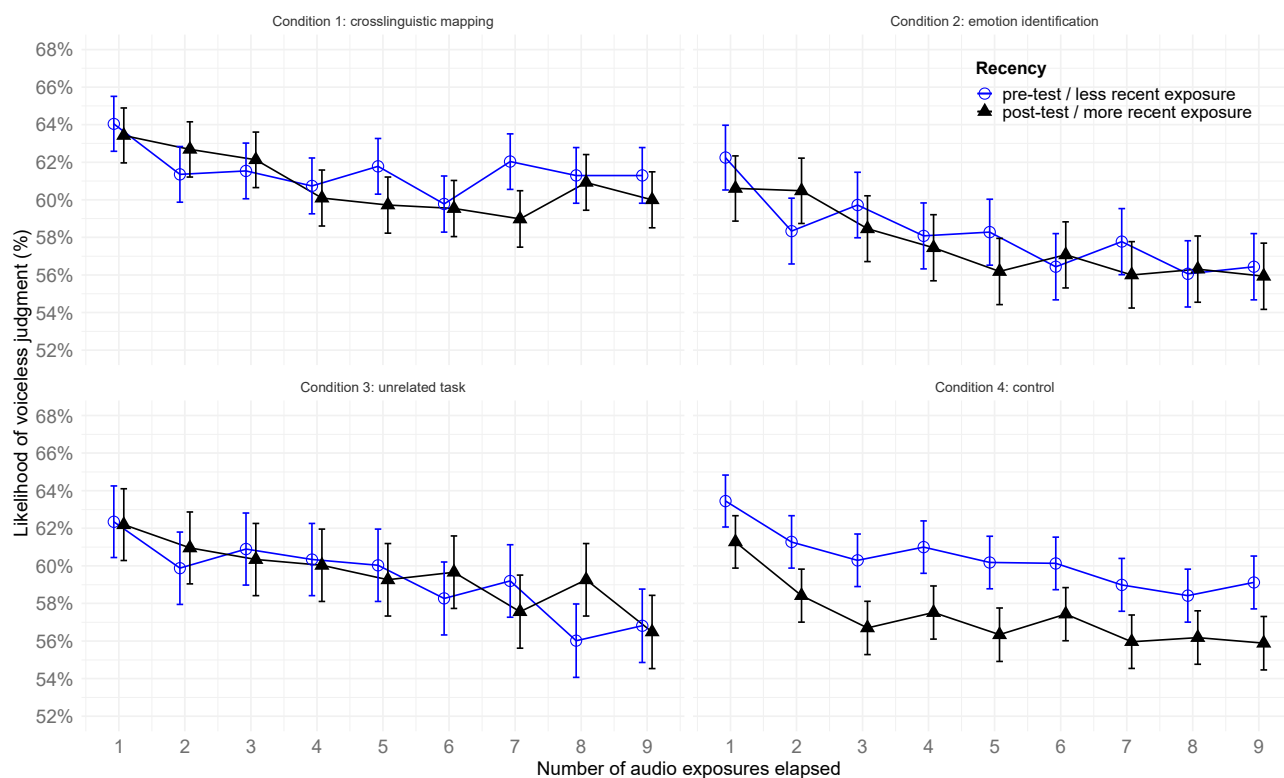 Condition 1: crosslinguistic mapping
Condition 2: emotion identification
68%
66%
64%
62%
60%
58%
56%
54%
52%
Recency
pre-test / less recent exposure
post-test / more recent exposure
Likelihood of voiceless judgment (%)
Condition 3: unrelated task
Condition 4: control
68%
66%
64%
62%
60%
58%
56%
54%
52%
1 2 3 4 5 6 7 8 9
1 2 3 4 5 6 7 8 9
Number of audio exposures elapsed